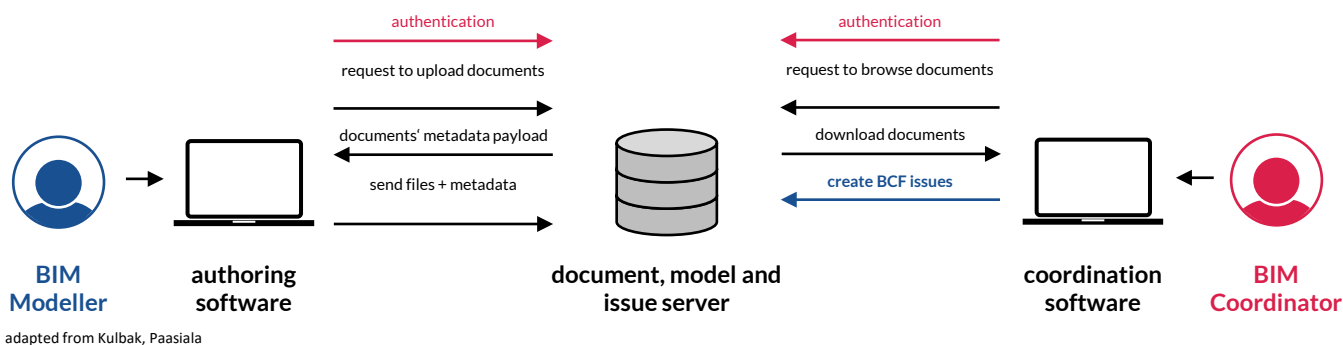 authentication
authentication
request to upload documents
request to browse documents
documents‘ metadata payload
download documents
send files + metadata
create BCF issues
BIM
Modeller
authoring
software
document, model and
issue server
coordination
software
BIM
Coordinator
adapted from Kulbak, Paasiala